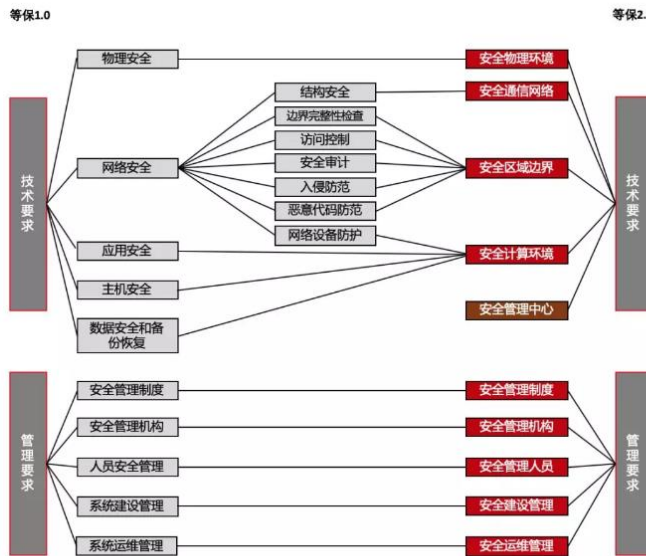 等保1.0
等保2.
物理安全
安全物理环境
结构安全
安全通信网络
边界完整性检查
访问控制
技术要求
网络安全
安全审计
安全区域边界
技术要求
入侵防范
恶意代码防范
网络设备防护
应用安全
安全计算环境
主机安全
安全管理中心
数据安全和备
份恢复
安全管理制度
安全管理制度
安全管理机构
安全管理机构
管理要求
人员安全管理
安全管理人员
管理要求
系统建设管理
安全建设管理
系统运维管理
安全运维管理